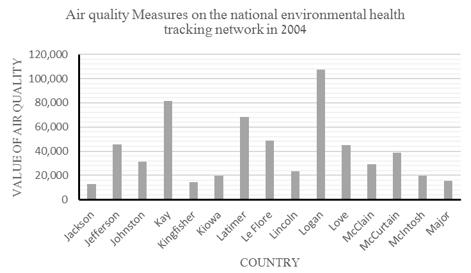 Air quality Measures on the national environmental health
tracking network in 2004
VALUE OF AIR QUALITY
120,000
100,000
80,000
60,000
40,000
20,000
0
Jackson
Jefferson
Johnston
Kay
Kingfisher
Kiowa
Latimer
Le Flore
Lincoln
Logan
Love
McClain
McCurtain
McIntosh
Major
COUNTRY